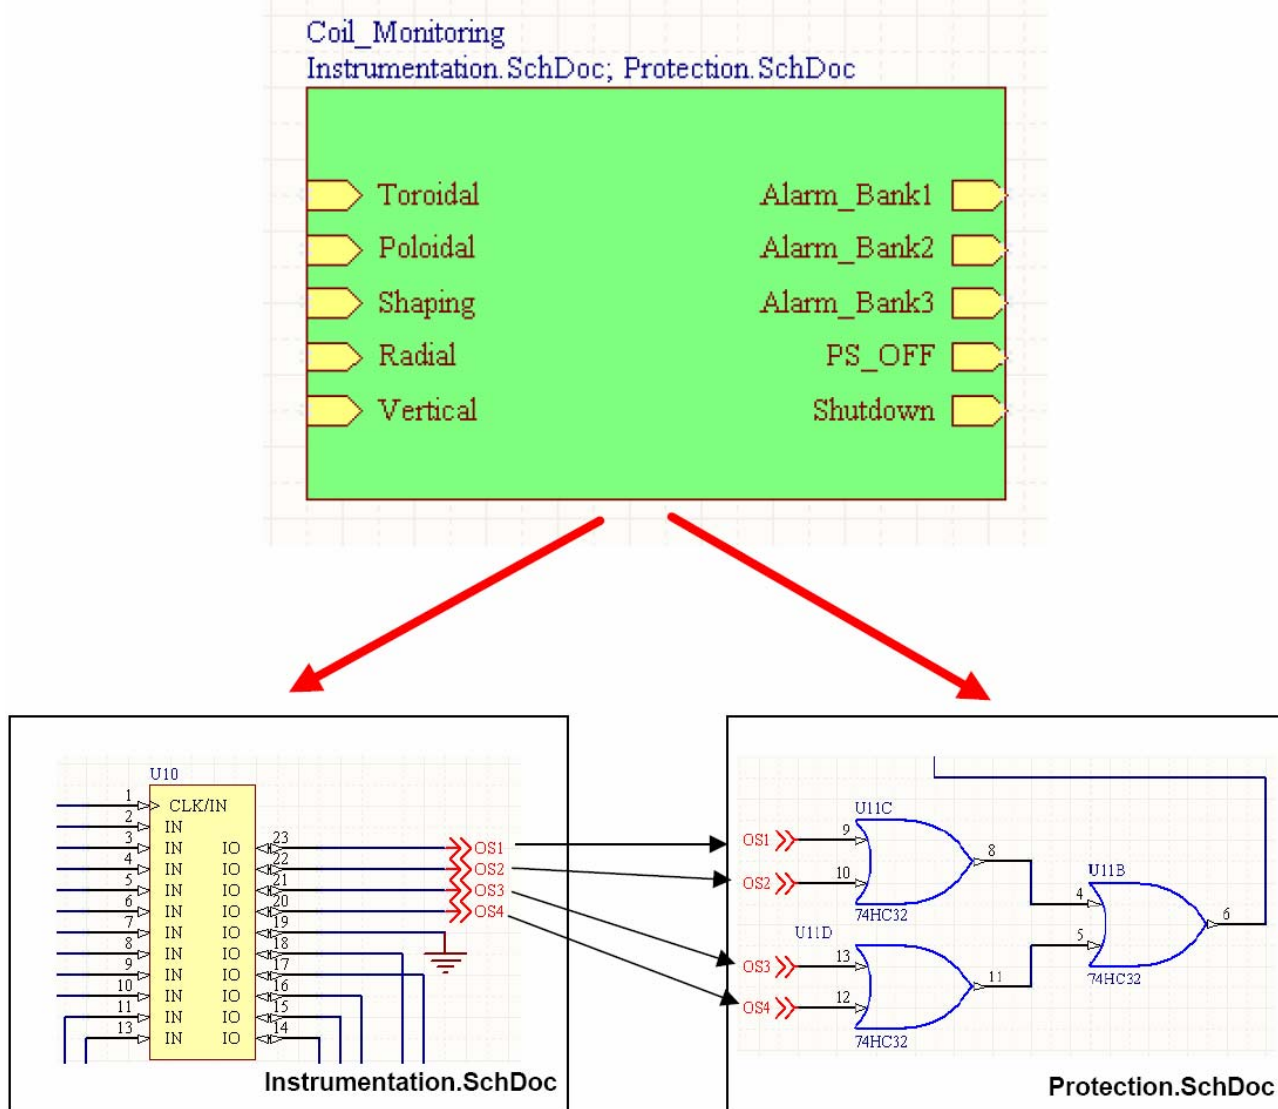 Coil_Monitoring
Instrumentation.SchDoc; Protection.SchDoc
Toroidal
Alarm_Bank1
Poloidal
Alarm_Bank2
Shaping
Alarm_Bank3
Radial
PS_OFF
Vertical
Shutdown
U10
1
CLK/IN
2
IN
3
IN
IO
23
OS1
4
IN
IO
22
OS2
5
IN
IO
21
OS3
6
IN
IO
20
OS4
7
IN
IO
19
8
IN
IO
18
9
IN
IO
17
10
IN
IO
16
11
IN
IO
15
13
IN
IO
14
Instrumentation.SchDoc
U11C
OS1
9
8
OS2
10
74HC32
U11D
OS3
13
11
OS4
12
74HC32
U11B
4
6
5
74HC32
Protection.SchDoc